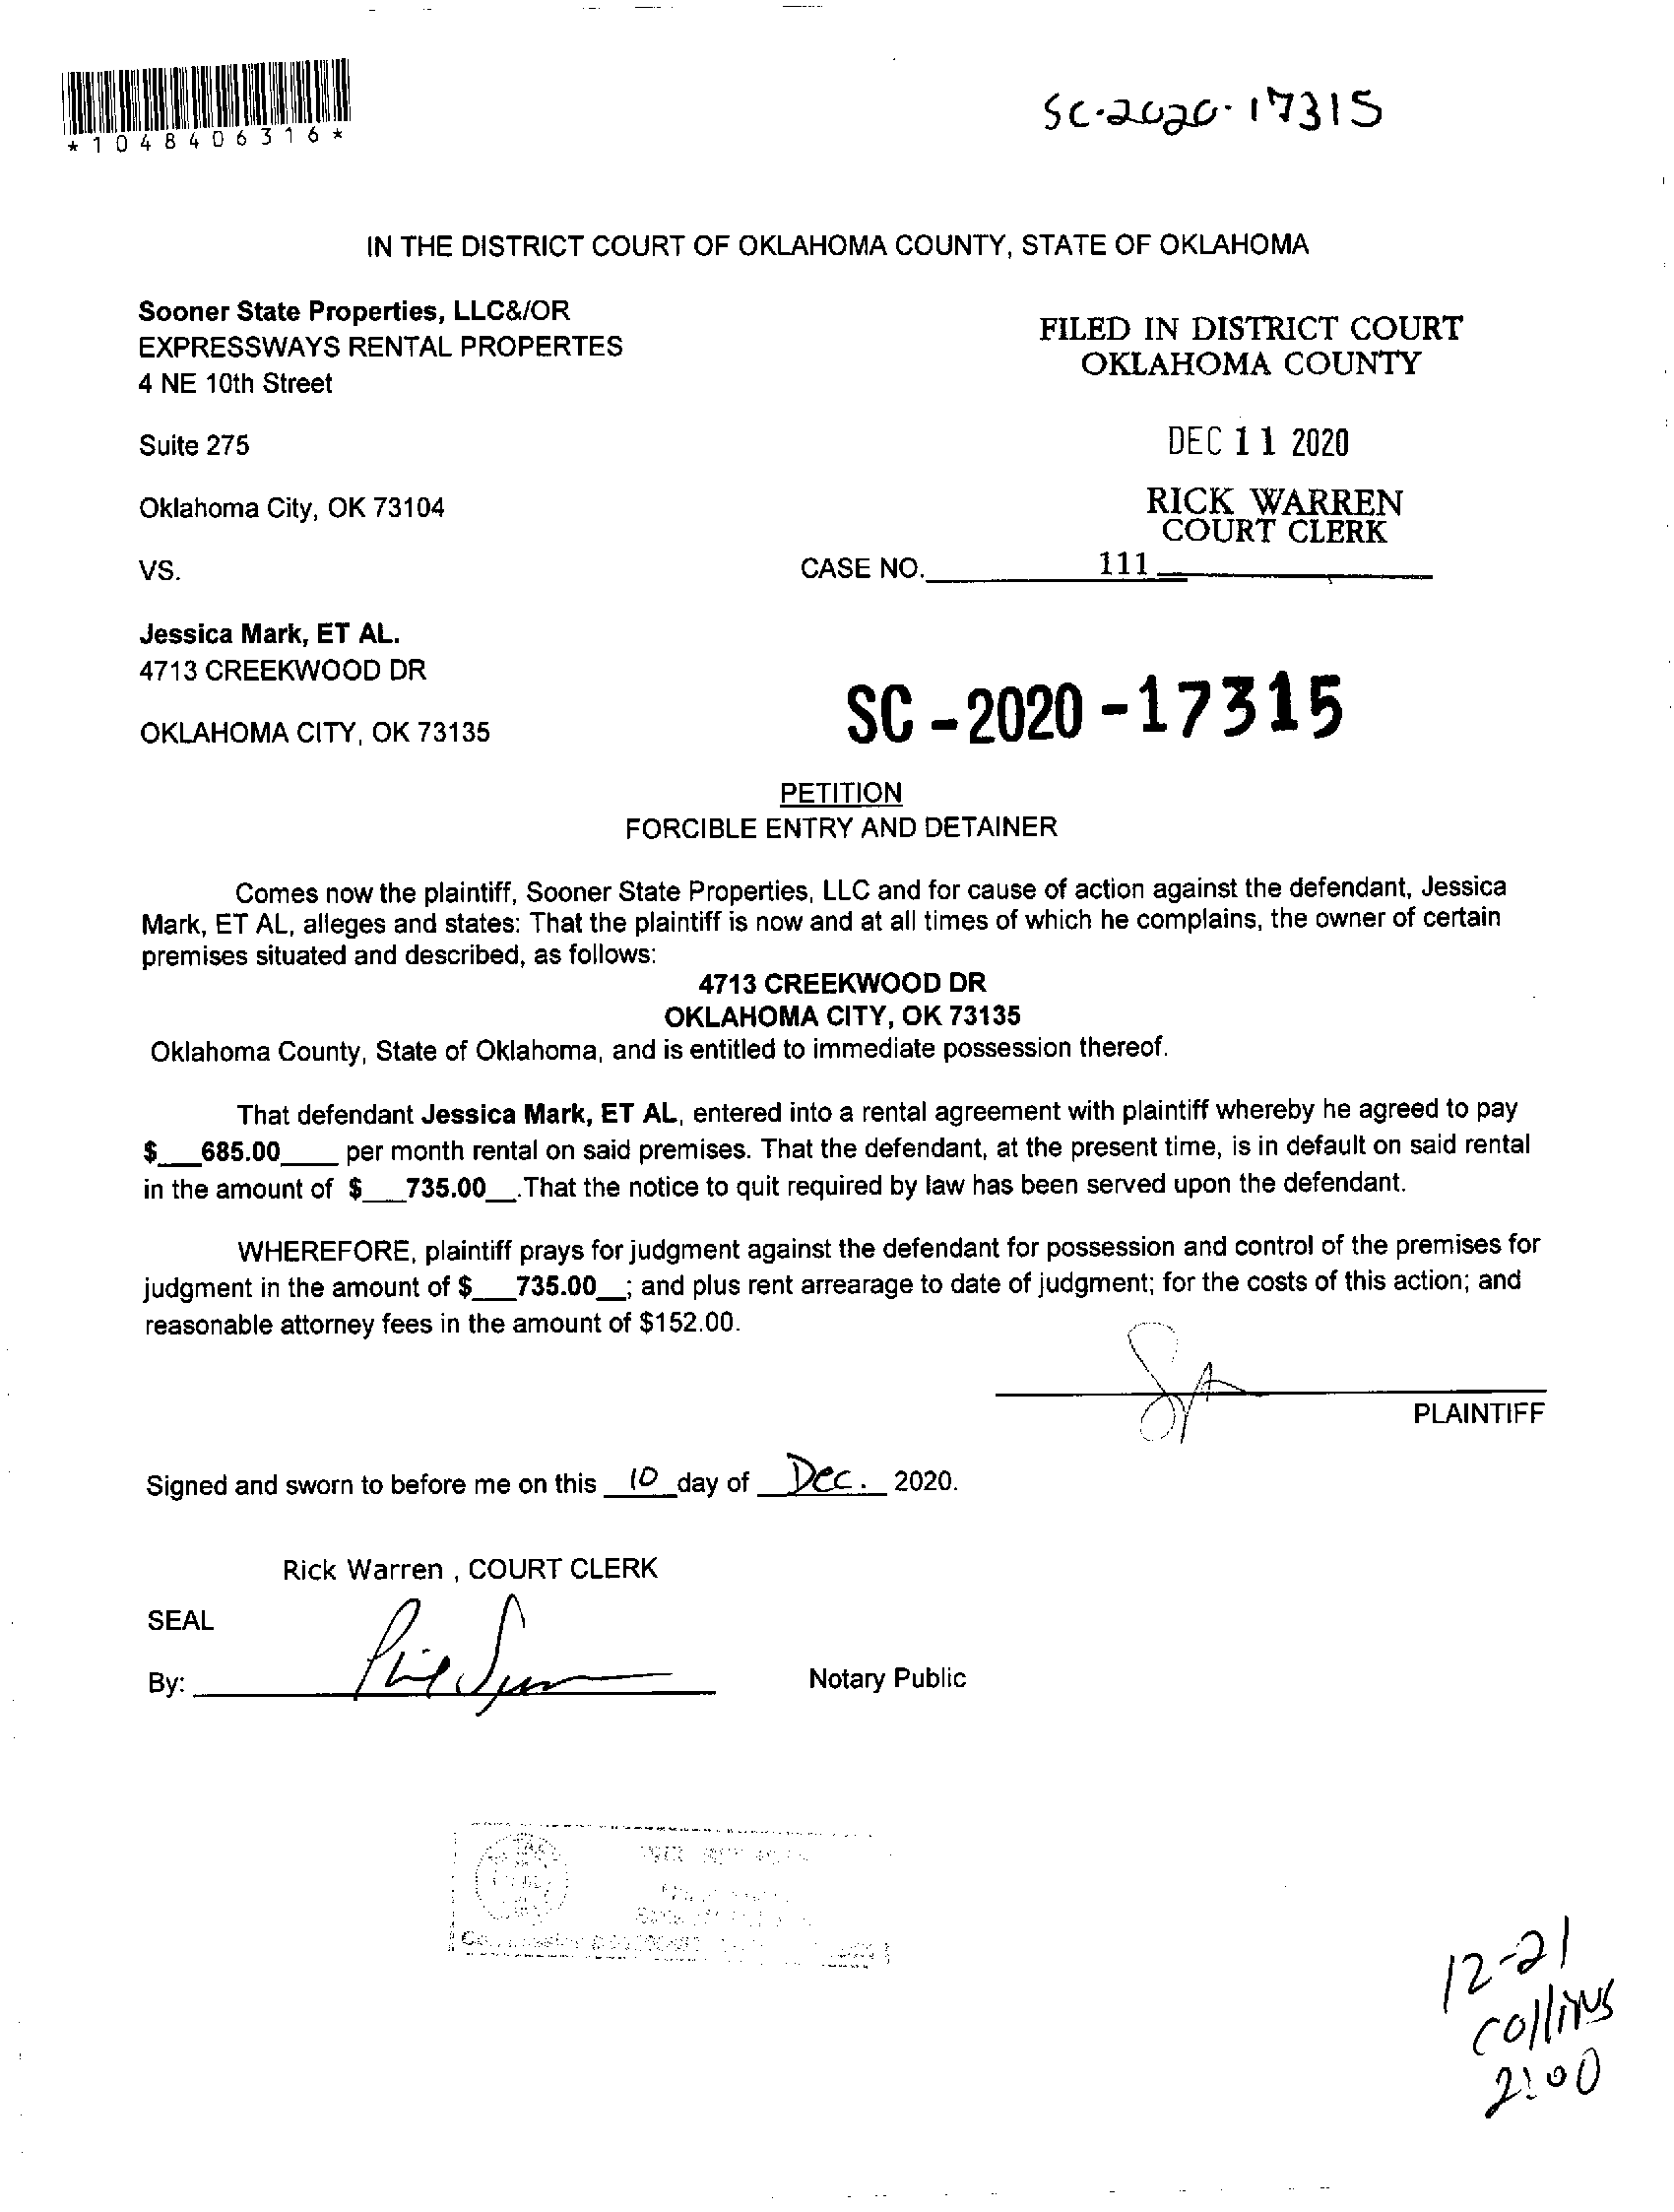 *1048406316*
SC-2020-17315
IN THE DISTRICT COURT OF OKLAHOMA COUNTY, STATE OF OKLAHOMA
Sooner State Properties, LLC&/OR
EXPRESSWAYS RENTAL PROPERTES
4 NE 10th Street
Suite 275
Oklahoma City, OK 73104
VS.
FILED IN DISTRICT COURT
OKLAHOMA COUNTY
DEC 11 2020
RICK WARREN
COURT CLERK
CASE NO.___111___
Jessica Mark, ET AL.
4713 CREEKWOOD DR
OKLAHOMA CITY, OK 73135
SC-2020-17315
PETITION
FORCIBLE ENTRY AND DETAINER
Comes now the plaintiff, Sooner State Properties, LLC and for cause of action against the defendant, Jessica
Mark, ET AL, alleges and states: That the plaintiff is now and at all times of which he complains, the owner of certain
premises situated and described, as follows:
4713 CREEKWOOD DR
OKLAHOMA CITY, OK 73135
Oklahoma County, State of Oklahoma, and is entitled to immediate possession thereof.
That defendant Jessica Mark, ET AL, entered into a rental agreement with plaintiff whereby he agreed to pay
$___685.00____ per month rental on said premises. That the defendant, at the present time, is in default on said rental
in the amount of $___735.00__.That the notice to quit required by law has been served upon the defendant.
WHEREFORE, plaintiff prays for judgment against the defendant for possession and control of the premises for
judgment in the amount of $___735.00__; and plus rent arrearage to date of judgment; for the costs of this action; and
reasonable attorney fees in the amount of $152.00.
PLAINTIFF
Signed and sworn to before me on this 10 day of Dec. 2020.
Rick Warren , COURT CLERK
SEAL
By:
Notary Public
12-21
Collins
2:00